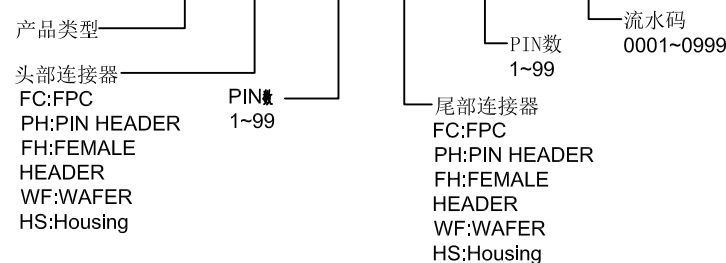 产品类型
头部连接器
FC:FPC
PH:PIN HEADER
FH:FEMALE
HEADER
WF:WAFER
HS:Housing
PIN数
1~99
尾部连接器
FC:FPC
PH:PIN HEADER
FH:FEMALE
HEADER
WF:WAFER
HS:Housing
PIN数
1~99
流水码
0001~0999